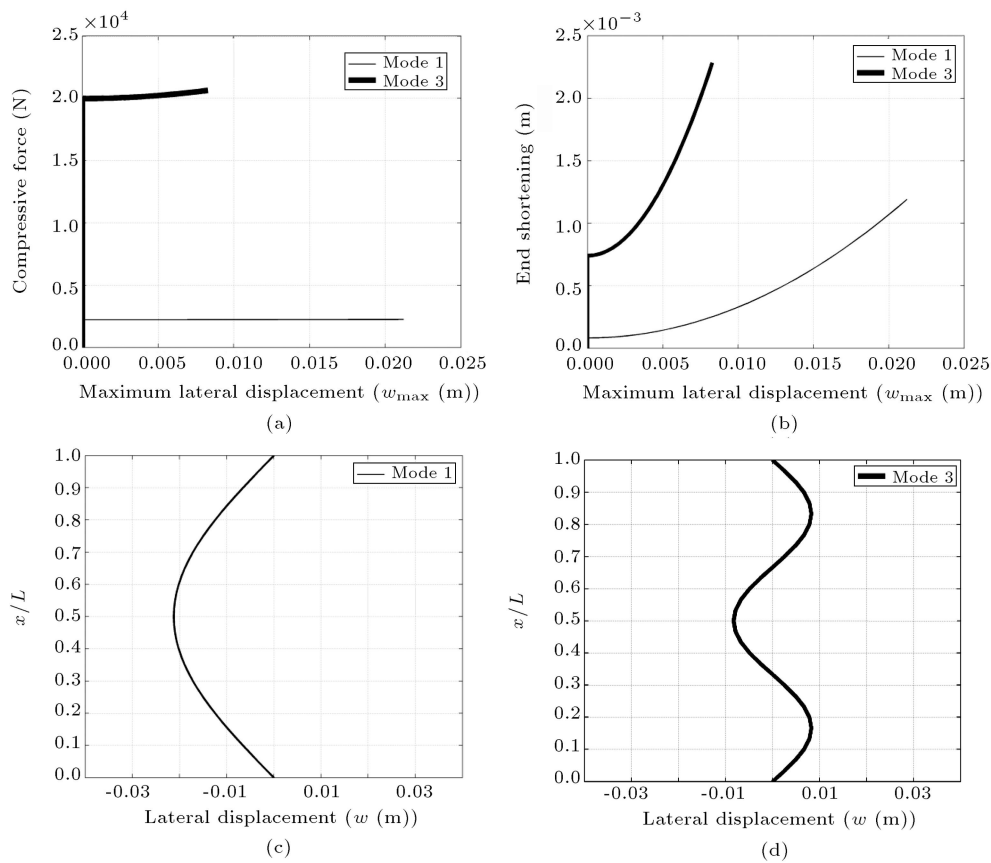 ×10⁴
2.5
2.0
1.5
1.0
0.5
0.0
Compressive force (N)
Mode 1
Mode 3
0.000 0.005 0.010 0.015 0.020 0.025
Maximum lateral displacement (w_max (m))
(a)
×10⁻³
2.5
2.0
1.5
1.0
0.5
0.0
End shortening (m)
Mode 1
Mode 3
0.000 0.005 0.010 0.015 0.020 0.025
Maximum lateral displacement (w_max (m))
(b)
1.0
0.9
0.8
0.7
0.6
0.5
0.4
0.3
0.2
0.1
0.0
x/L
Mode 1
-0.03 -0.01 0.01 0.03
Lateral displacement (w (m))
(c)
1.0
0.9
0.8
0.7
0.6
0.5
0.4
0.3
0.2
0.1
0.0
x/L
Mode 3
-0.03 -0.01 0.01 0.03
Lateral displacement (w (m))
(d)